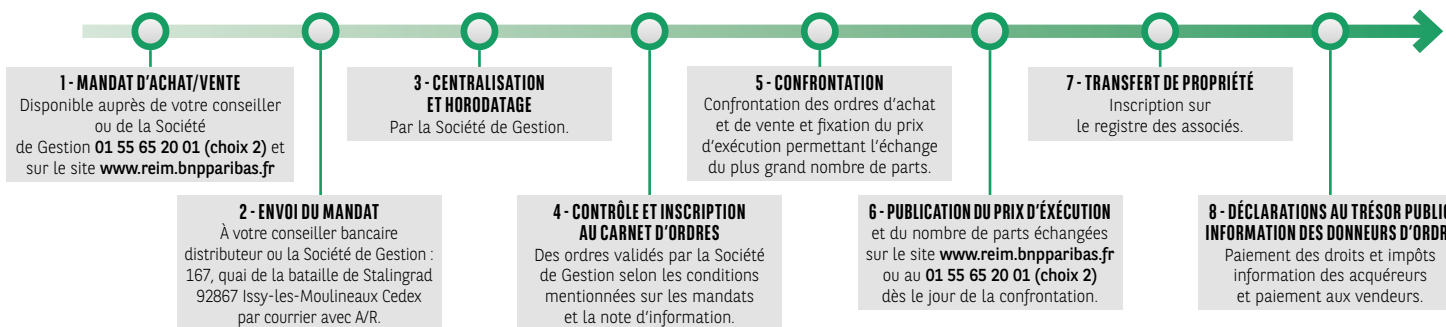 1 - MANDAT D'ACHAT/VENTE
Disponible auprès de votre conseiller
ou de la Société
de Gestion 01 55 65 20 01 (choix 2) et
sur le site www.reim.bnpparibas.fr
2 - ENVOI DU MANDAT
À votre conseiller bancaire
distributeur ou la Société de Gestion :
167, quai de la bataille de Stalingrad
92867 Issy-les-Moulineaux Cedex
par courrier avec A/R.
3 - CENTRALISATION
ET HORODATAGE
Par la Société de Gestion.
4 - CONTRÔLE ET INSCRIPTION
AU CARNET D'ORDRES
Des ordres validés par la Société
de Gestion selon les conditions
mentionnées sur les mandats
et la note d'information.
5 - CONFRONTATION
Confrontation des ordres d'achat
et de vente et fixation du prix
d'exécution permettant l'échange
du plus grand nombre de parts.
6 - PUBLICATION DU PRIX D'ÉXÉCUTION
et du nombre de parts échangées
sur le site www.reim.bnpparibas.fr
ou au 01 55 65 20 01 (choix 2)
dès le jour de la confrontation.
7 - TRANSFERT DE PROPRIÉTÉ
Inscription sur
le registre des associés.
8 - DÉCLARATIONS AU TRÉSOR PUBLIC
INFORMATION DES DONNEURS D'ORDR
Paiement des droits et impôts
information des acquéreurs
et paiement aux vendeurs.